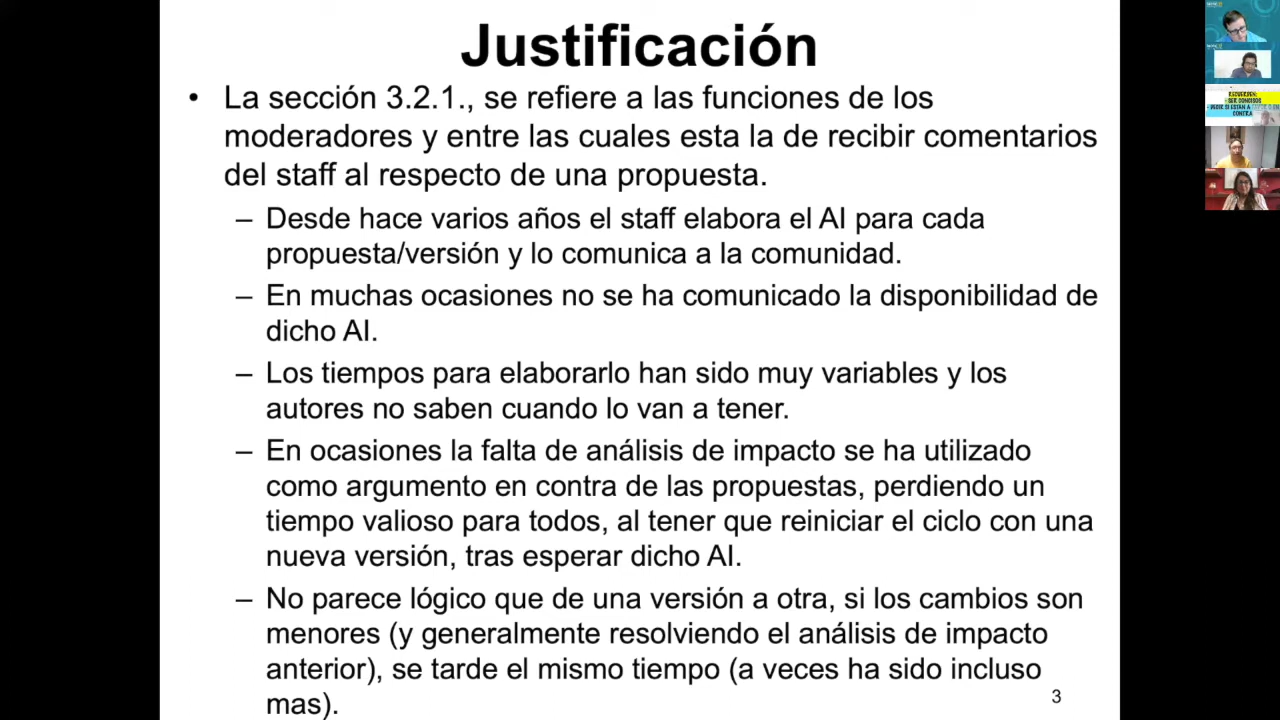 Justificación
• La sección 3.2.1., se refiere a las funciones de los
moderadores y entre las cuales esta la de recibir comentarios
del staff al respecto de una propuesta.
– Desde hace varios años el staff elabora el AI para cada
propuesta/versión y lo comunica a la comunidad.
– En muchas ocasiones no se ha comunicado la disponibilidad de
dicho AI.
– Los tiempos para elaborarlo han sido muy variables y los
autores no saben cuando lo van a tener.
– En ocasiones la falta de análisis de impacto se ha utilizado
como argumento en contra de las propuestas, perdiendo un
tiempo valioso para todos, al tener que reiniciar el ciclo con una
nueva versión, tras esperar dicho AI.
– No parece lógico que de una versión a otra, si los cambios son
menores (y generalmente resolviendo el análisis de impacto
anterior), se tarde el mismo tiempo (a veces ha sido incluso
mas).
3
RECUERDEN:
SER CONCISOS
DECIR SI ESTÁN A
CONTRA